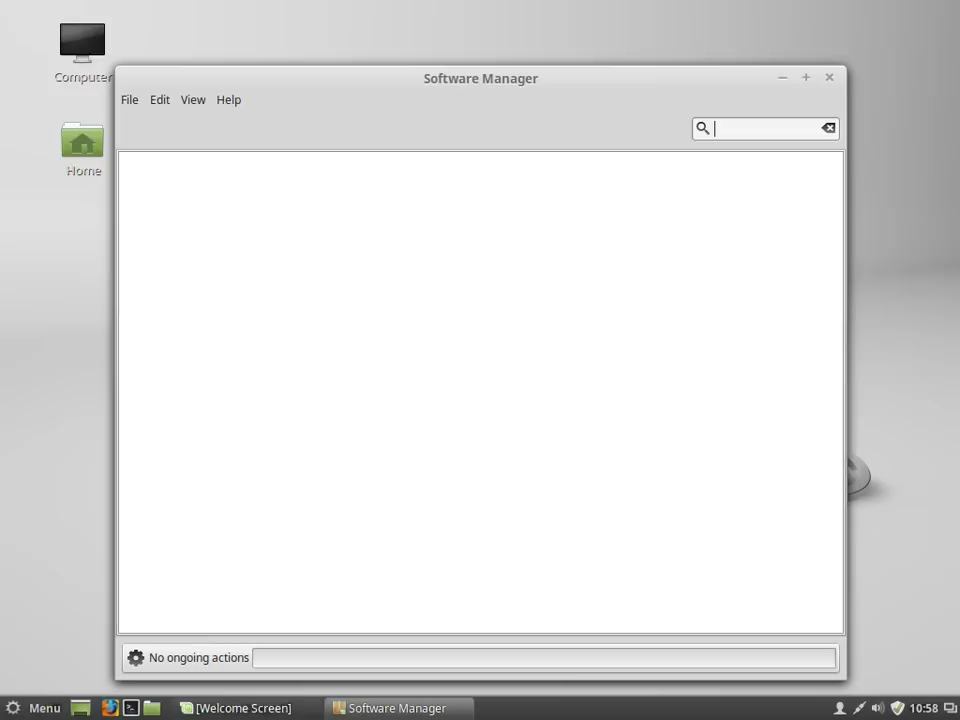 Computer
Software Manager
File Edit View Help
Home
No ongoing actions
Menu [Welcome Screen] Software Manager 10:58